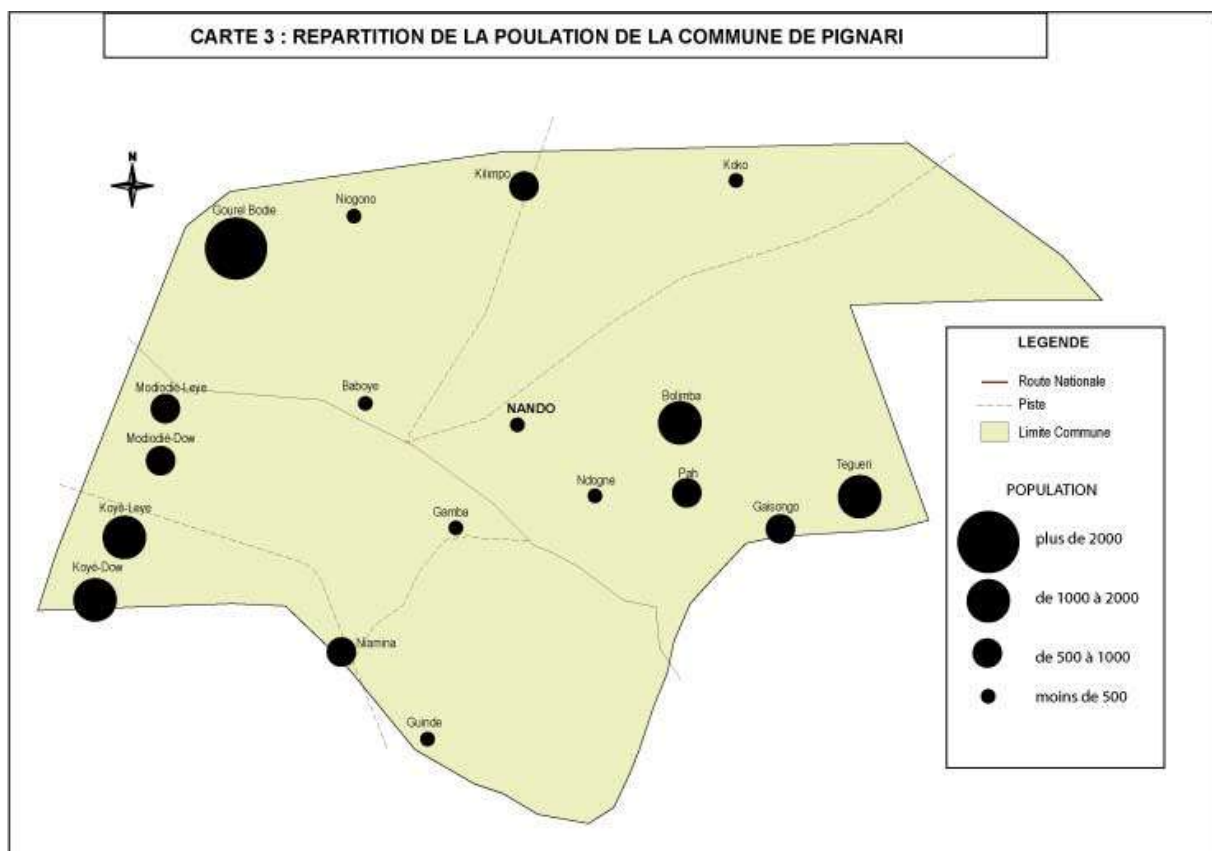 CARTE 3 : REPARTITION DE LA POULATION DE LA COMMUNE DE PIGNARI
N
Kilimpo
Koko
Niogono
Gourel Bodie
Modiodié-Leye
Baboye
NANDO
Bolimba
Modiodié-Dow
Ndogne
Pah
Tegueri
Koyé-Leye
Gamba
Gaisongo
Koyé-Dow
Niamina
Guinde
LEGENDE
Route Nationale
Piste
Limite Commune
POPULATION
plus de 2000
de 1000 à 2000
de 500 à 1000
moins de 500